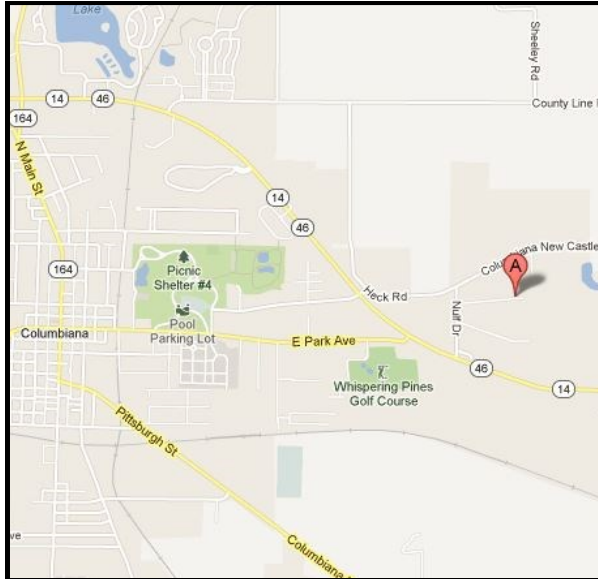 Lake
Sheeley Rd
14
46
County Line
164
N Main St
14
46
Columbiana New Castle
A
164
Picnic
Shelter #4
Heck Rd
Pool
Parking Lot
Nulf Dr
Columbiana
E Park Ave
46
Whispering Pines
Golf Course
14
Pittsburgh St
ve
Columbiana